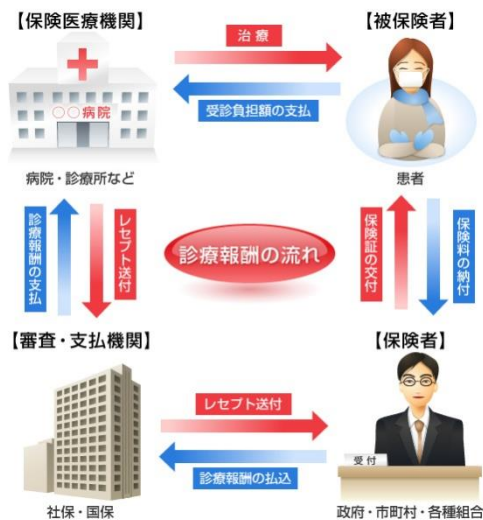 【保険医療機関】
治療
【被保険者】
受診負担額の支払
〇〇病院
病院・診療所など
患者
診療報酬の支払
レセプト送付
診療報酬の流れ
保険証の交付
保険料の納付
【審査・支払機関】
【保険者】
レセプト送付
診療報酬の払込
受付
社保・国保
政府・市町村・各種組合